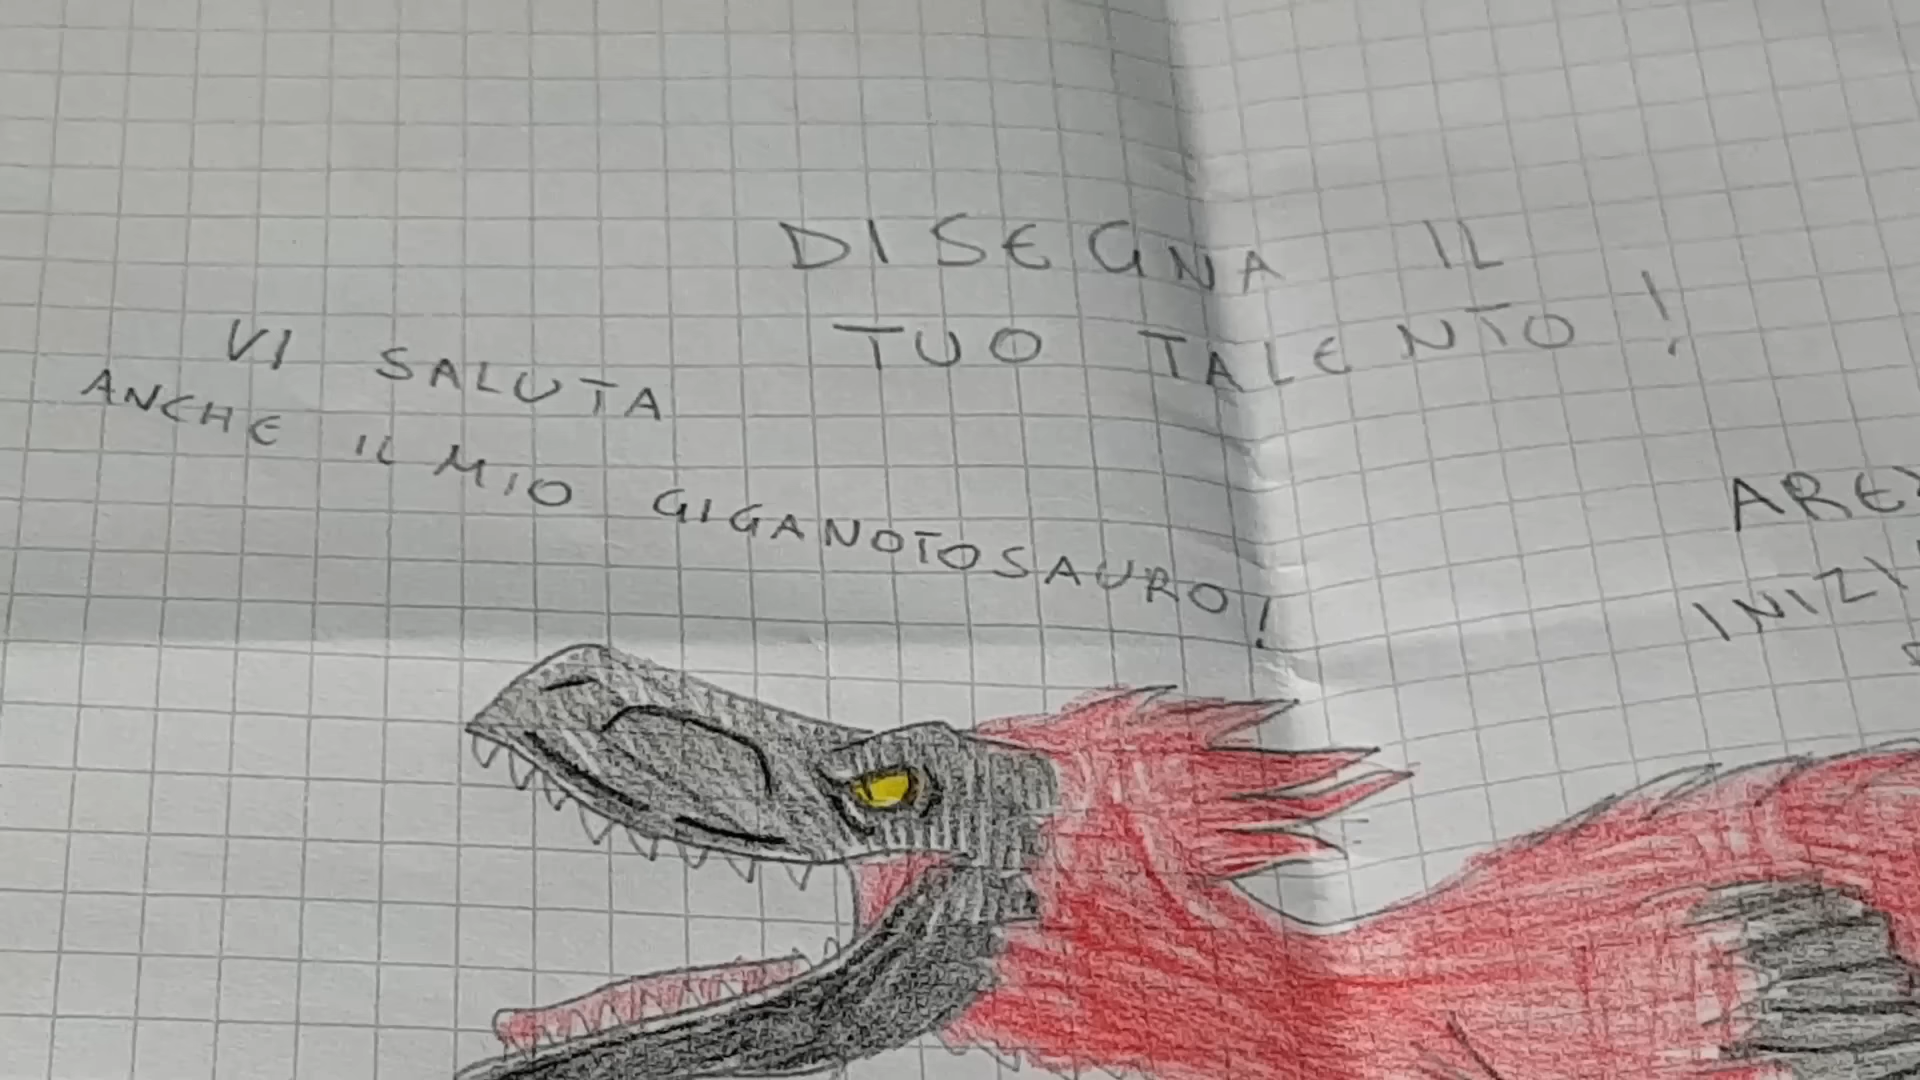 DISEGNA IL
TUO TALENTO!
VI SALUTA
ANCHE IL MIO GIGANOTOSAURO!